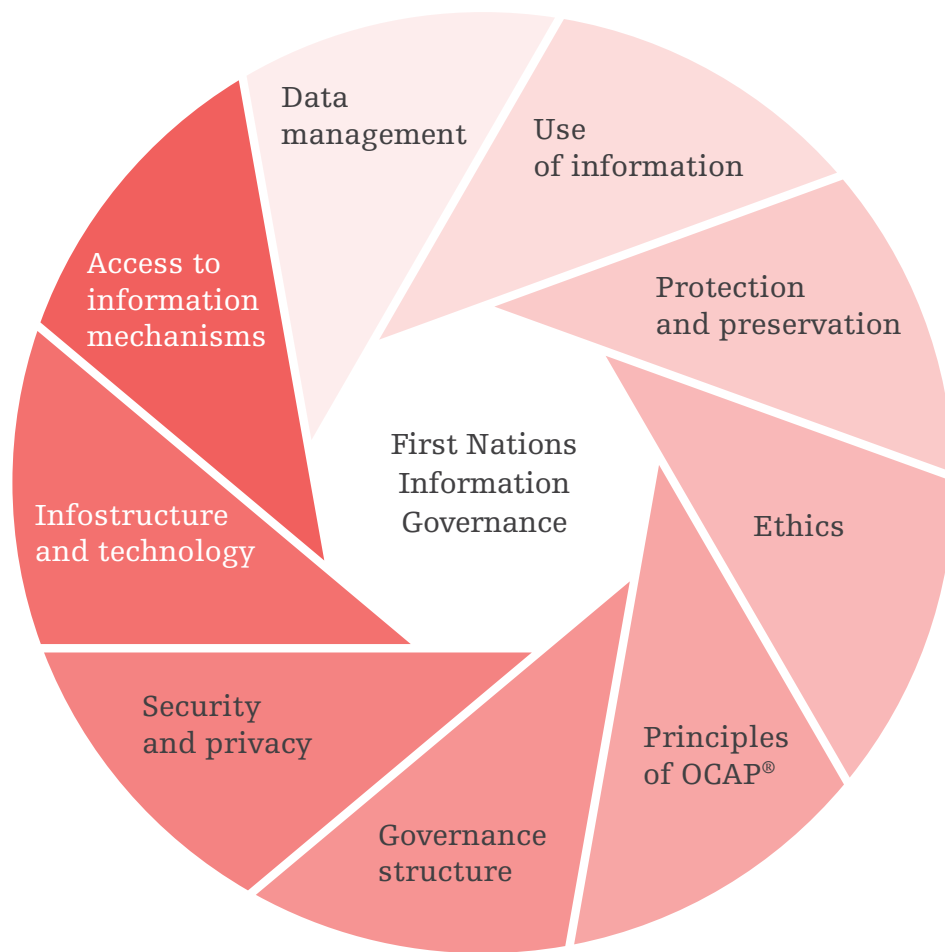 Data
management
Use
of information
Protection
and preservation
Ethics
Principles
of OCAP®
Governance
structure
Security
and privacy
Infostructure
and technology
Access to
information
mechanisms
First Nations
Information
Governance